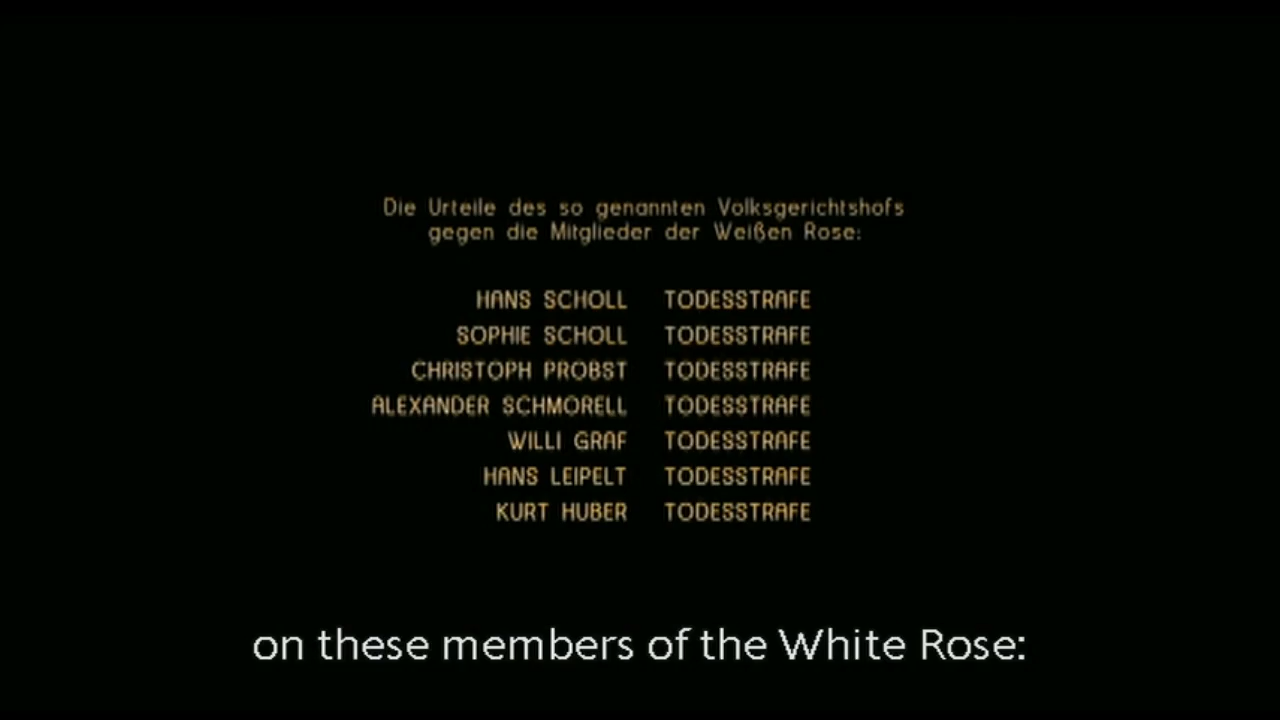 Die Urteile des so genannten Volksgerichtshofs
gegen die Mitglieder der Weißen Rose:
HANS SCHOLL TODESSTRAFE
SOPHIE SCHOLL TODESSTRAFE
CHRISTOPH PROBST TODESSTRAFE
ALEXANDER SCHMORELL TODESSTRAFE
WILLI GRAF TODESSTRAFE
HANS LEIPELT TODESSTRAFE
KURT HUBER TODESSTRAFE
on these members of the White Rose: